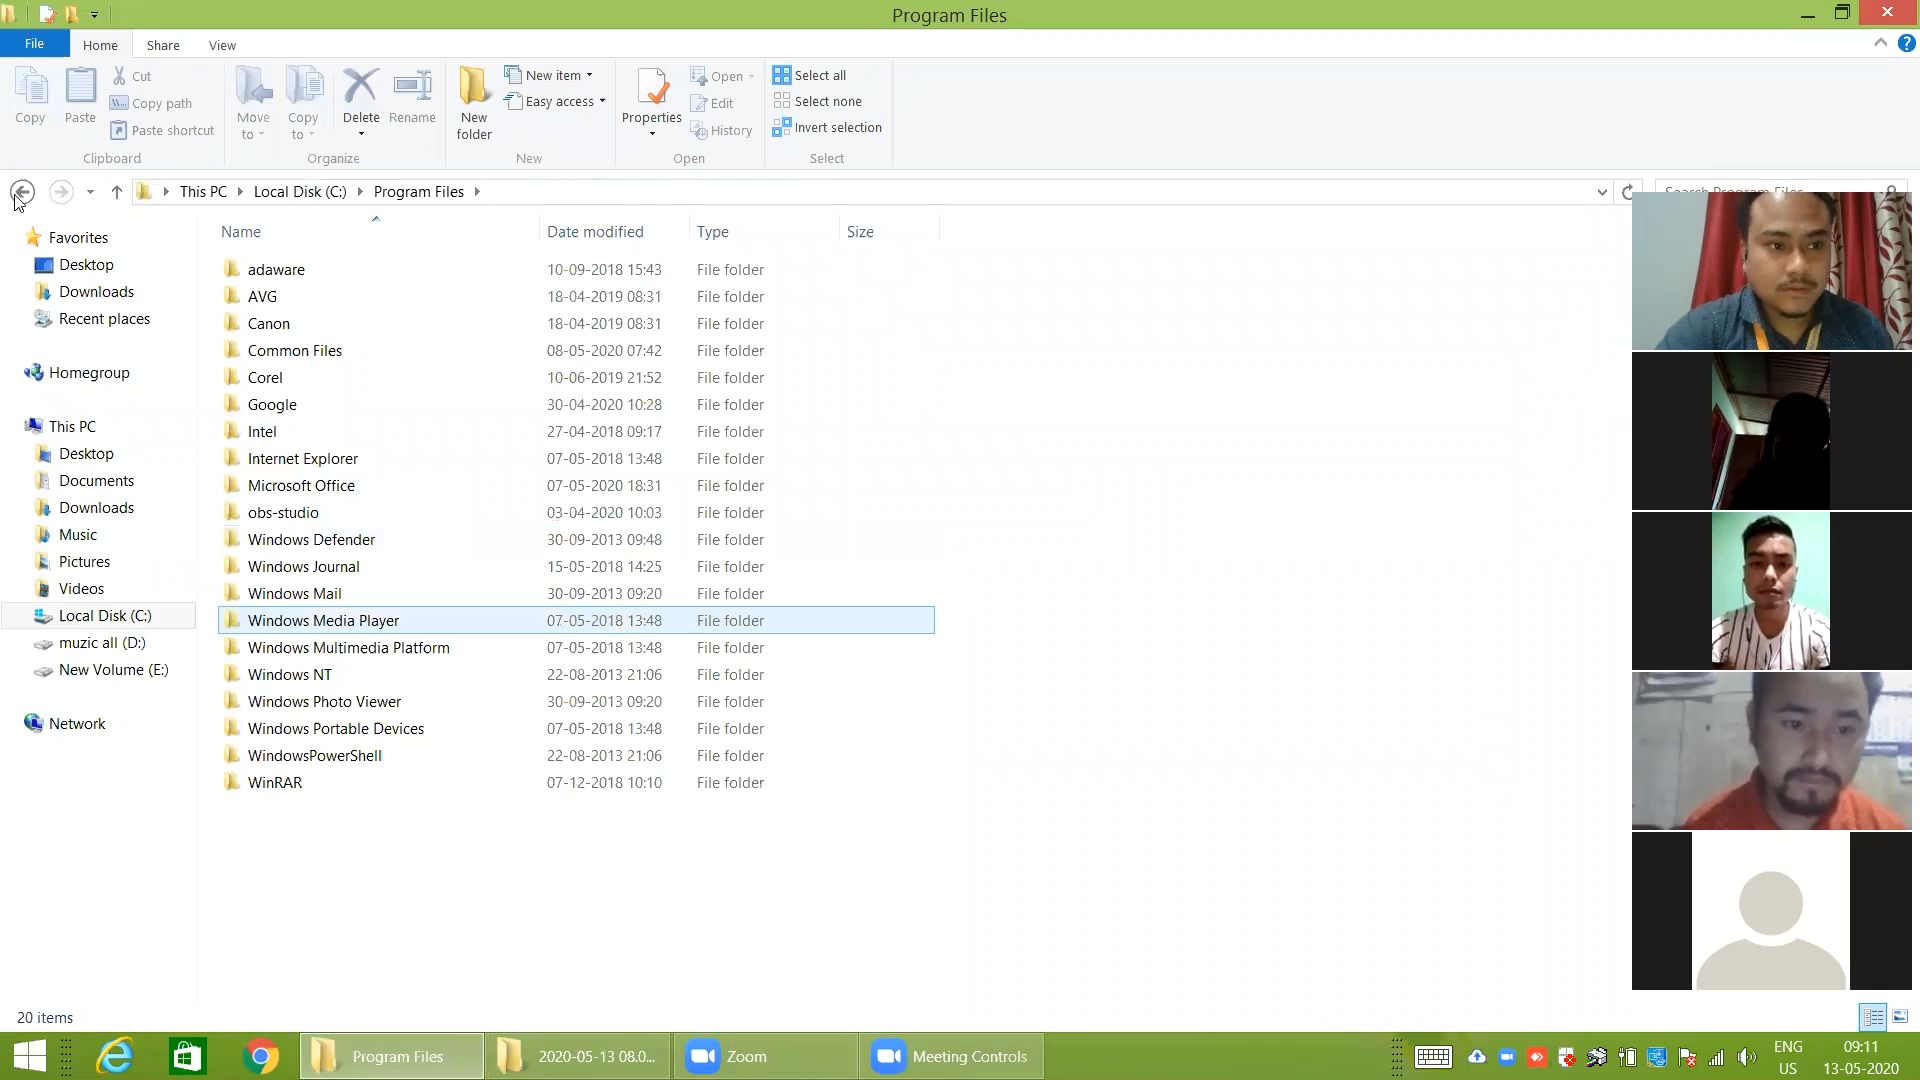 Program Files
File
Home
Share
View
Copy
Paste
Cut
Copy path
Paste shortcut
Clipboard
Move to
Copy to
Delete
Rename
Organize
New folder
New item
Easy access
New
Properties
Open
Edit
History
Open
Select all
Select none
Invert selection
Select
This PC
Local Disk (C:)
Program Files
Search Program Files
Name
Date modified
Type
Size
Favorites
Desktop
Downloads
Recent places
Homegroup
This PC
Desktop
Documents
Downloads
Music
Pictures
Videos
Local Disk (C:)
muzic all (D:)
New Volume (E:)
Network
adaware 10-09-2018 15:43 File folder
AVG 18-04-2019 08:31 File folder
Canon 18-04-2019 08:31 File folder
Common Files 08-05-2020 07:42 File folder
Corel 10-06-2019 21:52 File folder
Google 30-04-2020 10:28 File folder
Intel 27-04-2018 09:17 File folder
Internet Explorer 07-05-2018 13:48 File folder
Microsoft Office 07-05-2020 18:31 File folder
obs-studio 03-04-2020 10:03 File folder
Windows Defender 30-09-2013 09:48 File folder
Windows Journal 15-05-2018 14:25 File folder
Windows Mail 30-09-2013 09:20 File folder
Windows Media Player 07-05-2018 13:48 File folder
Windows Multimedia Platform 07-05-2018 13:48 File folder
Windows NT 22-08-2013 21:06 File folder
Windows Photo Viewer 30-09-2013 09:20 File folder
Windows Portable Devices 07-05-2018 13:48 File folder
WindowsPowerShell 22-08-2013 21:06 File folder
WinRAR 07-12-2018 10:10 File folder
20 items
Program Files
2020-05-13 08.0...
Zoom
Meeting Controls
ENG
US
09:11
13-05-2020